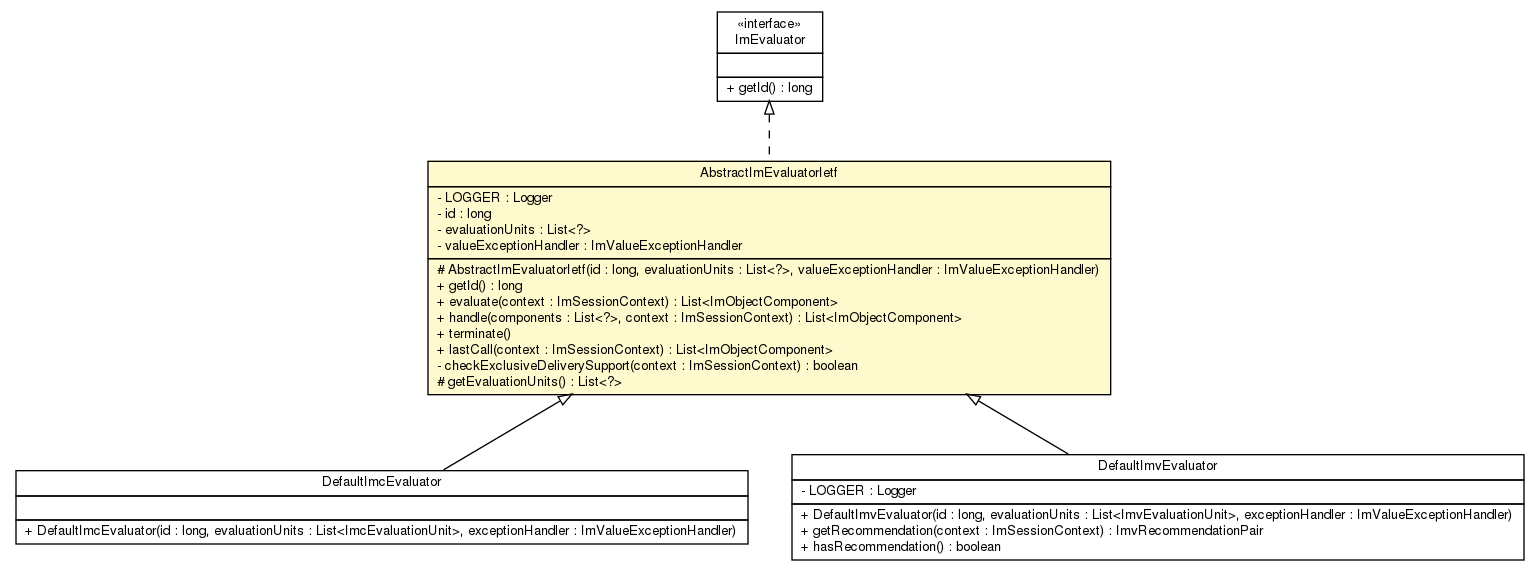 «interface»
ImEvaluator
+ getId() : long
AbstractImEvaluatorIetf
- LOGGER : Logger
- id : long
- evaluationUnits : List<?>
- valueExceptionHandler : ImValueExceptionHandler
# AbstractImEvaluatorIetf(id : long, evaluationUnits : List<?>, valueExceptionHandler : ImValueExceptionHandler)
+ getId() : long
+ evaluate(context : ImSessionContext) : List<ImObjectComponent>
+ handle(components : List<?>, context : ImSessionContext) : List<ImObjectComponent>
+ terminate()
+ lastCall(context : ImSessionContext) : List<ImObjectComponent>
- checkExclusiveDeliverySupport(context : ImSessionContext) : boolean
# getEvaluationUnits() : List<?>
DefaultImcEvaluator
+ DefaultImcEvaluator(id : long, evaluationUnits : List<ImcEvaluationUnit>, exceptionHandler : ImValueExceptionHandler)
DefaultImvEvaluator
- LOGGER : Logger
+ DefaultImvEvaluator(id : long, evaluationUnits : List<ImvEvaluationUnit>, exceptionHandler : ImValueExceptionHandler)
+ getRecommendation(context : ImSessionContext) : ImvRecommendationPair
+ hasRecommendation() : boolean